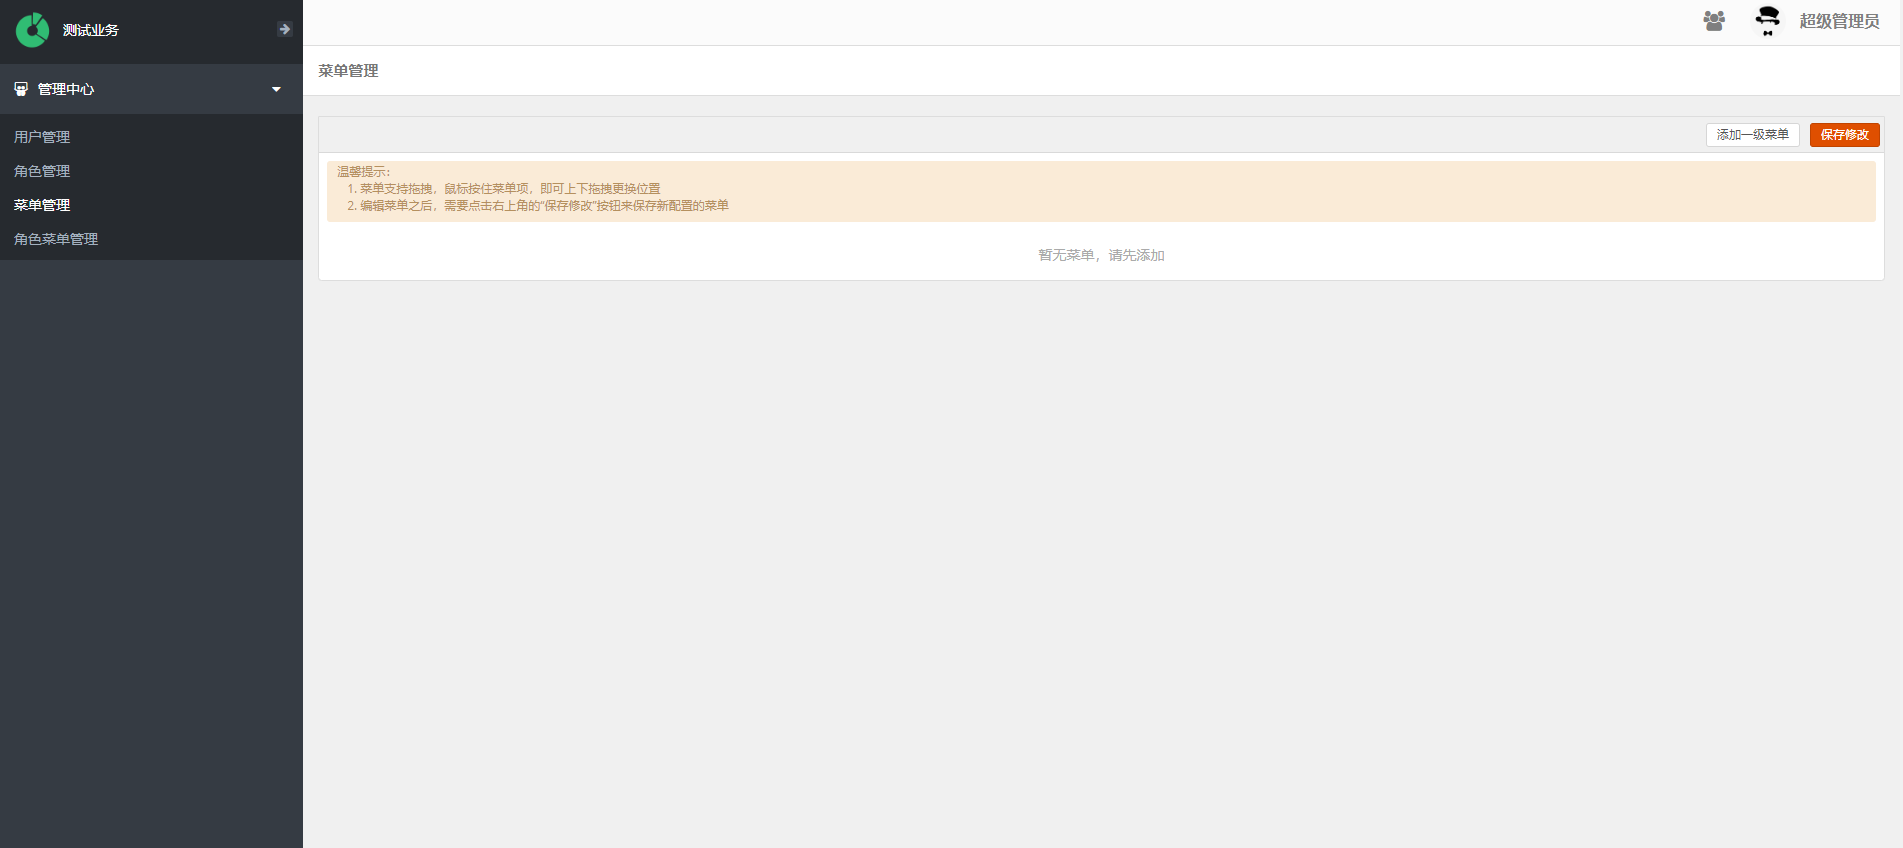 测试业务
超级管理员
管理中心
用户管理
角色管理
菜单管理
角色菜单管理
菜单管理
添加一级菜单
保存修改
温馨提示：
1. 菜单支持拖拽，鼠标按住菜单项，即可上下拖拽更换位置
2. 编辑菜单之后，需要点击右上角的“保存修改”按钮来保存新配置的菜单
暂无菜单，请先添加